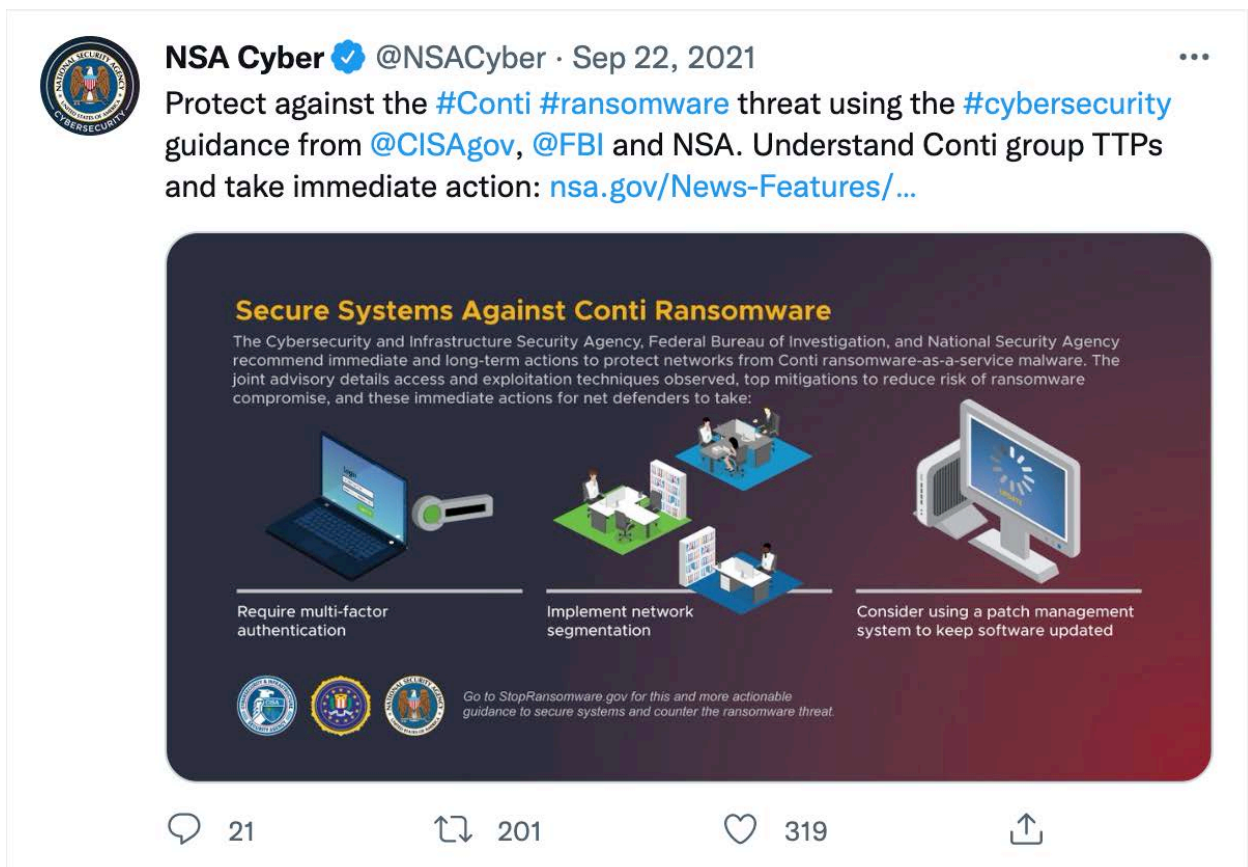 NSA Cyber @NSACyber · Sep 22, 2021
Protect against the #Conti #ransomware threat using the #cybersecurity
guidance from @CISAgov, @FBI and NSA. Understand Conti group TTPs
and take immediate action: nsa.gov/News-Features/...
Secure Systems Against Conti Ransomware
The Cybersecurity and Infrastructure Security Agency, Federal Bureau of Investigation, and National Security Agency
recommend immediate and long-term actions to protect networks from Conti ransomware-as-a-service malware. The
joint advisory details access and exploitation techniques observed, top mitigations to reduce risk of ransomware
compromise, and these immediate actions for net defenders to take:
login
UPDATE
Require multi-factor
authentication
Implement network
segmentation
Consider using a patch management
system to keep software updated
Go to StopRansomware.gov for this and more actionable
guidance to secure systems and counter the ransomware threat.
21 201 319